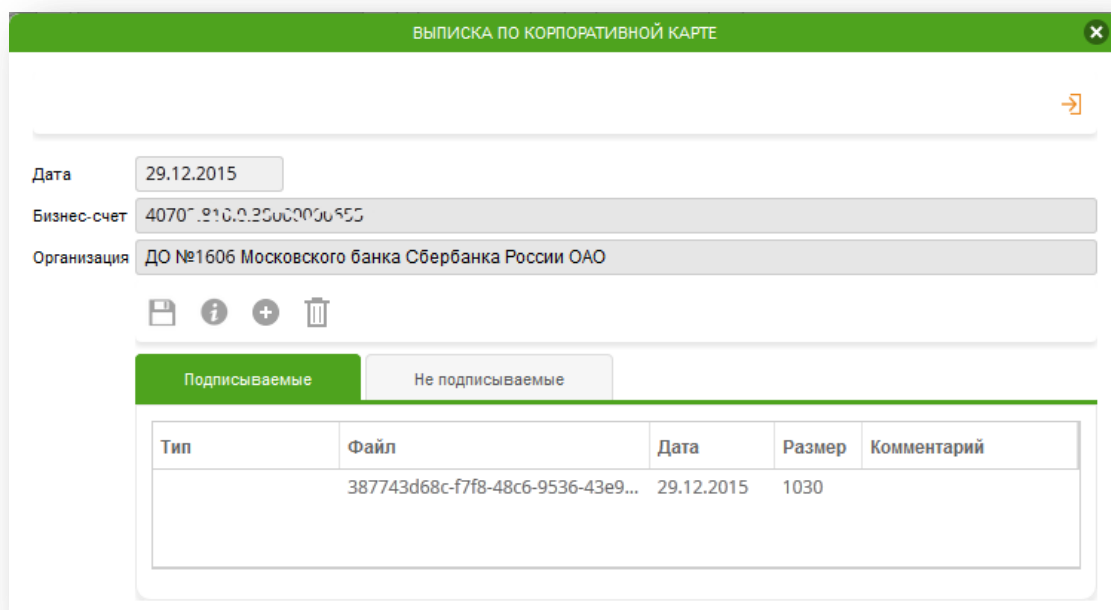 ВЫПИСКА ПО КОРПОРАТИВНОЙ КАРТЕ
Дата 29.12.2015
Бизнес-счет
Организация ДО №1606 Московского банка Сбербанка России ОАО
Подписываемые Не подписываемые
Тип Файл Дата Размер Комментарий
387743d68c-f7f8-48c6-9536-43e9... 29.12.2015 1030